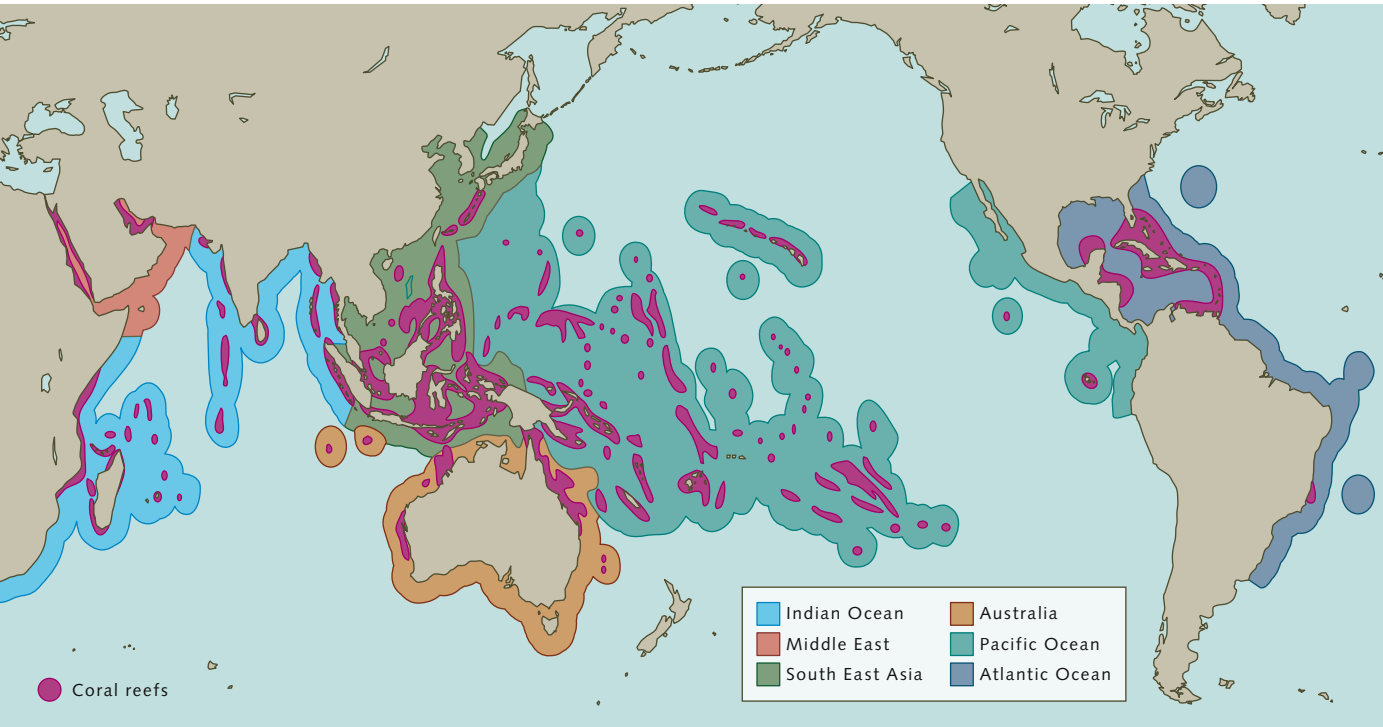 Indian Ocean
Middle East
South East Asia
Australia
Pacific Ocean
Atlantic Ocean
Coral reefs